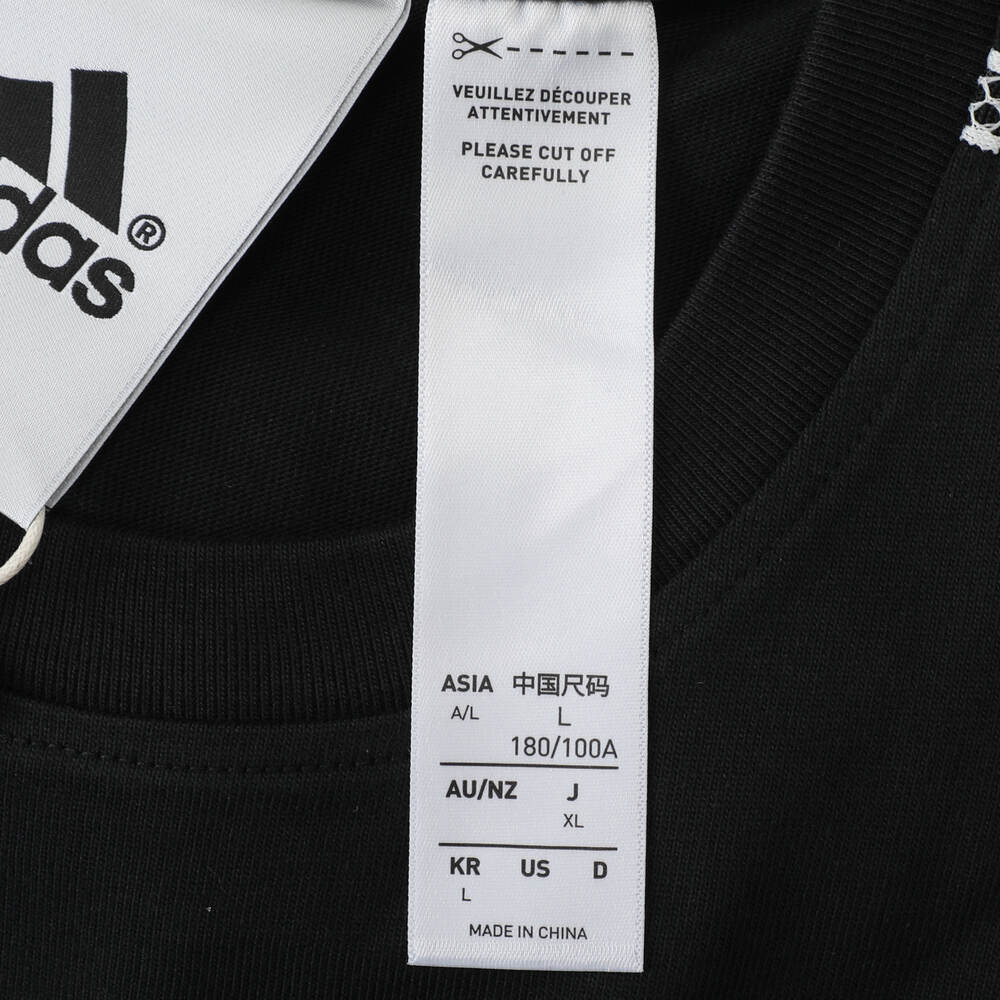 das®
VEUILLEZ DÉCOUPER
ATTENTIVEMENT
PLEASE CUT OFF
CAREFULLY
ASIA 中国尺码
A/L L
180/100A
AU/NZ J
XL
KR US D
L
MADE IN CHINA